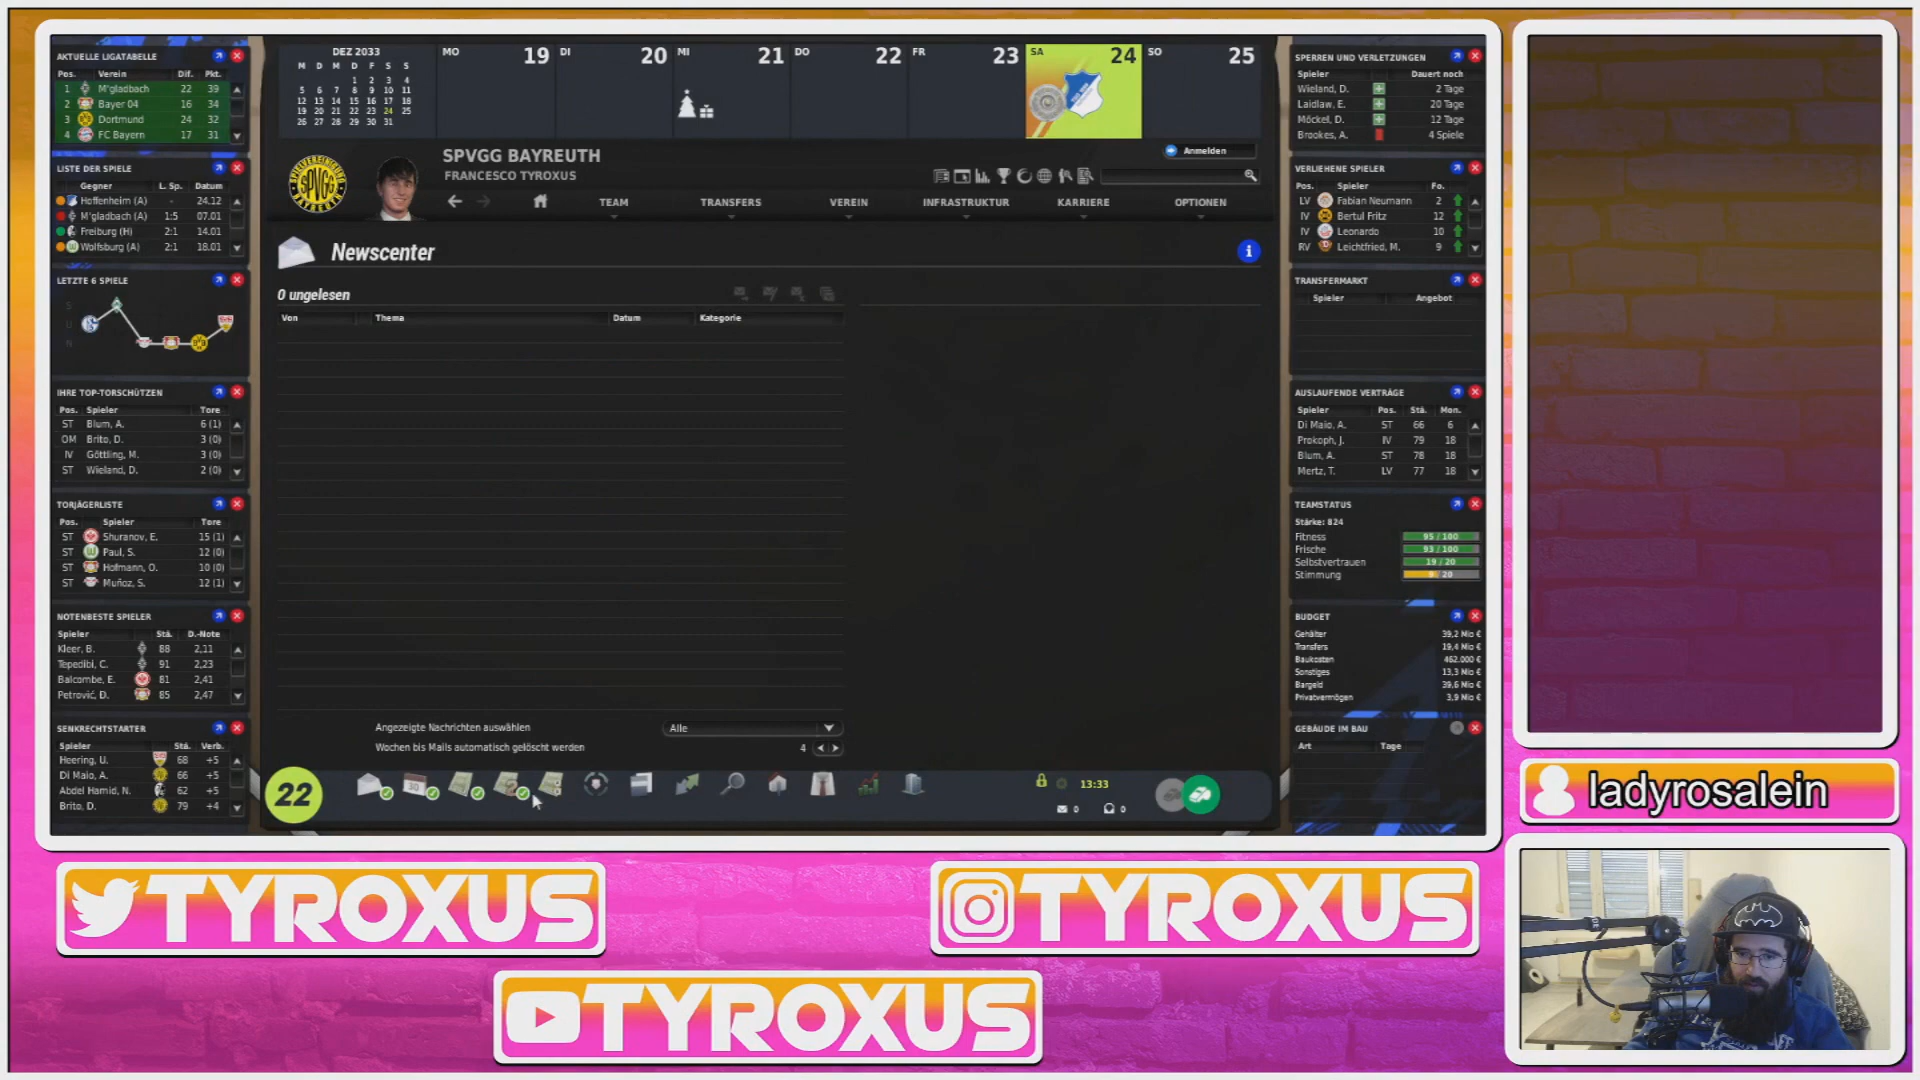 AKTUELLE LIGATABELLE
Pos. Verein Dif. Pkt.
1 M'gladbach 22 39
2 Bayer 04 16 34
3 Dortmund 24 32
4 FC Bayern 17 31
LISTE DER SPIELE
Gegner L. Sp. Datum
Hoffenheim (A) - 24.12
M'gladbach (A) 1:5 07.01
Freiburg (H) 2:1 14.01
Wolfsburg (A) 2:1 18.01
LETZTE 6 SPIELE
S
U
N
IHRE TOP-TORSCHÜTZEN
Pos. Spieler Tore
ST Blum, A. 6 (1)
OM Brito, D. 3 (0)
IV Göttling, M. 3 (0)
ST Wieland, D. 2 (0)
TORJÄGERLISTE
Pos. Spieler Tore
ST Shuranov, E. 15 (1)
ST Paul, S. 12 (0)
ST Hofmann, O. 10 (0)
ST Muñoz, S. 12 (1)
NOTENBESTE SPIELER
Spieler Stä. D.-Note
Kleer, B. 88 2,11
Tepedibi, C. 91 2,23
Balcombe, E. 81 2,41
Petrović, D. 85 2,47
SENKRECHTSTARTER
Spieler Stä. Verb.
Heering, U. 68 +5
Di Maio, A. 66 +5
Abdel Hamid, N. 62 +5
Brito, D. 79 +4
DEZ 2033
M D M D F S S
1 2 3 4
5 6 7 8 9 10 11
12 13 14 15 16 17 18
19 20 21 22 23 24 25
26 27 28 29 30 31
MO 19 DI 20 MI 21 DO 22 FR 23 SA 24 SO 25
SPVGG BAYREUTH
FRANCESCO TYROXUS
Anmelden
TEAM TRANSFERS VEREIN INFRASTRUKTUR KARRIERE OPTIONEN
Newscenter
0 ungelesen
Von Thema Datum Kategorie
Angezeigte Nachrichten auswählen Alle
Wochen bis Mails automatisch gelöscht werden 4
22
30
13:33
0 0
SPERREN UND VERLETZUNGEN
Spieler Dauert noch
Wieland, D. 2 Tage
Laidlaw, E. 20 Tage
Möckel, D. 12 Tage
Brookes, A. 4 Spiele
VERLIEHENE SPIELER
Pos. Spieler Fo.
LV Fabian Neumann 2
IV Bertul Fritz 12
IV Leonardo 10
RV Leichtfried, M. 9
TRANSFERMARKT
Spieler Angebot
AUSLAUFENDE VERTRÄGE
Spieler Pos. Stä. Mon.
Di Maio, A. ST 66 6
Prokoph, J. IV 79 18
Blum, A. ST 78 18
Mertz, T. LV 77 18
TEAMSTATUS
Stärke: 824
Fitness 95 / 100
Frische 93 / 100
Selbstvertrauen 19 / 20
Stimmung 9 / 20
BUDGET
Gehälter 39,2 Mio €
Transfers 19,4 Mio €
Baukosten 462.000 €
Sonstiges 13,3 Mio €
Bargeld 39,6 Mio €
Privatvermögen 3,9 Mio €
GEBÄUDE IM BAU
Art Tage
ladyrosalein
TYROXUS
TYROXUS
TYROXUS